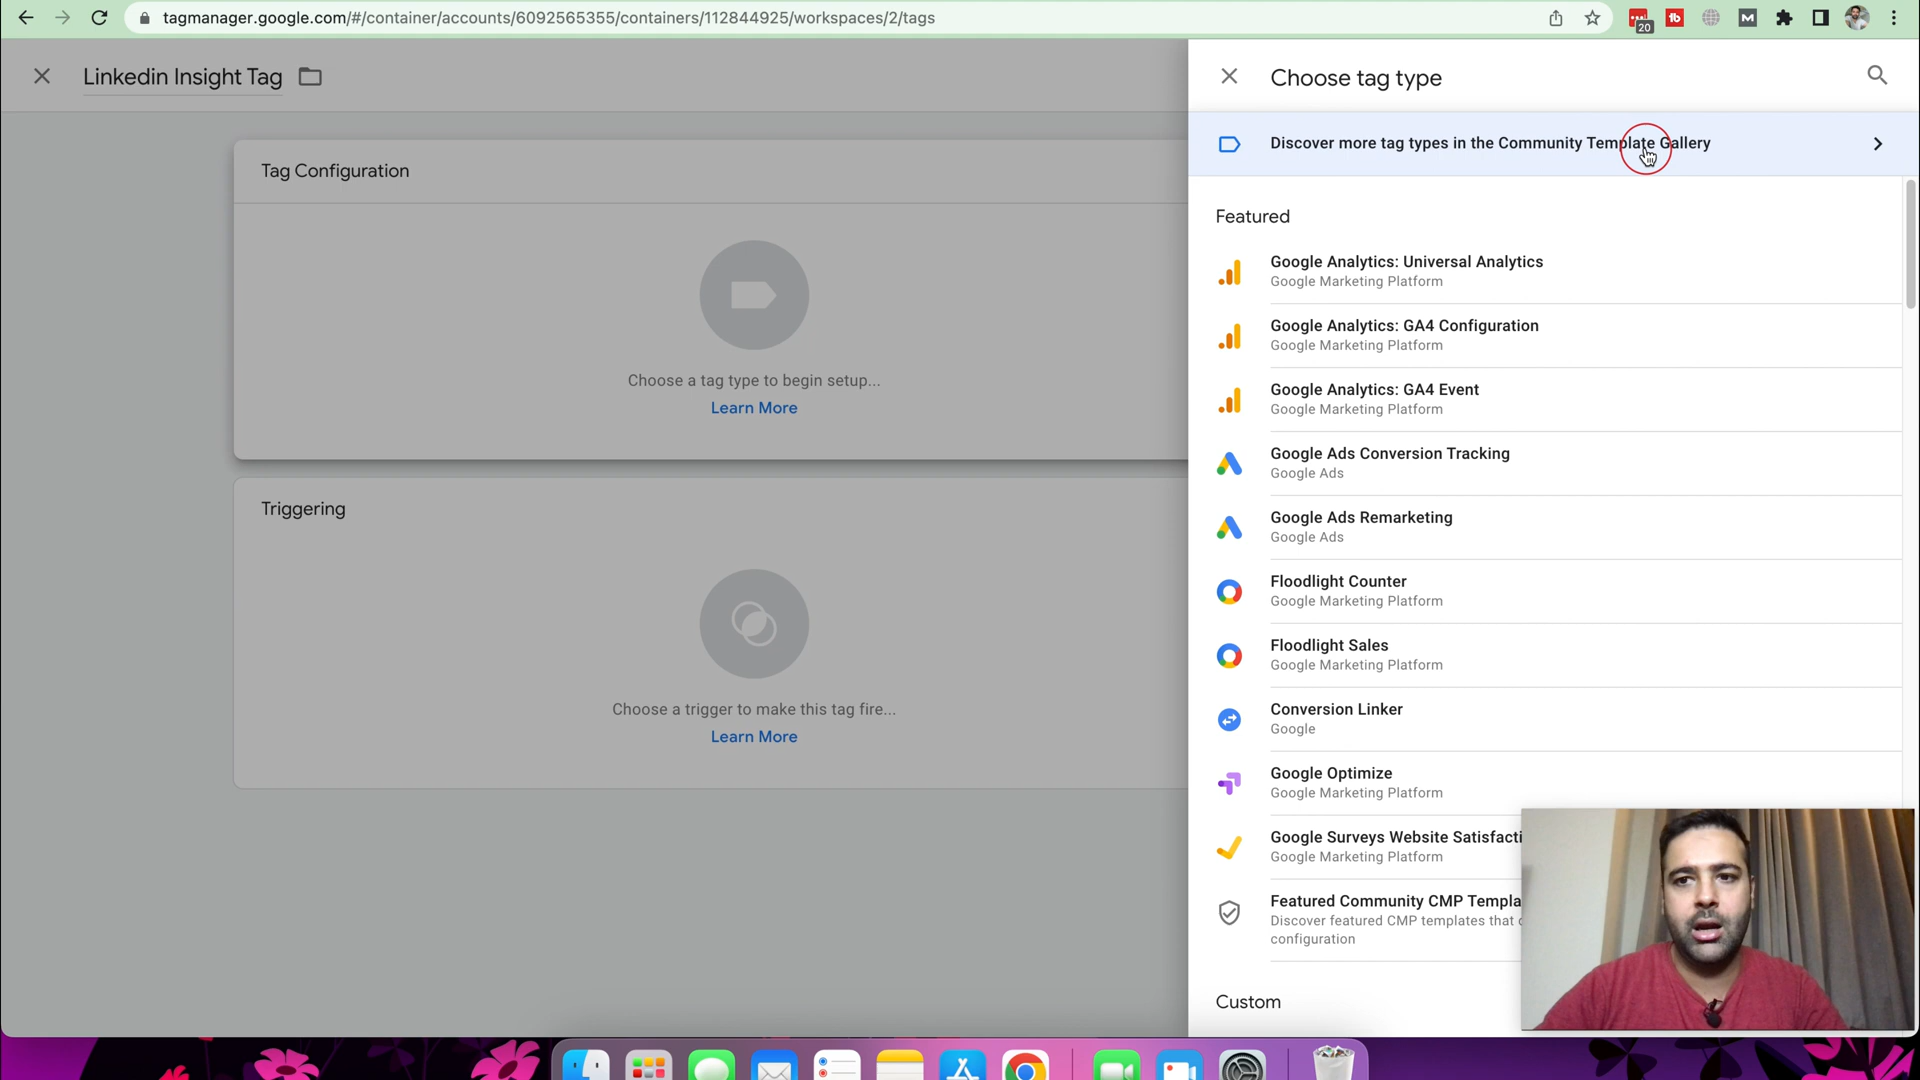 tagmanager.google.com/#/container/accounts/6092565355/containers/112844925/workspaces/2/tags
20
Linkedin Insight Tag
Choose tag type
Discover more tag types in the Community Template Gallery
Tag Configuration
Choose a tag type to begin setup...
Learn More
Triggering
Choose a trigger to make this tag fire...
Learn More
Featured
Google Analytics: Universal Analytics
Google Marketing Platform
Google Analytics: GA4 Configuration
Google Marketing Platform
Google Analytics: GA4 Event
Google Marketing Platform
Google Ads Conversion Tracking
Google Ads
Google Ads Remarketing
Google Ads
Floodlight Counter
Google Marketing Platform
Floodlight Sales
Google Marketing Platform
Conversion Linker
Google
Google Optimize
Google Marketing Platform
Google Surveys Website Satisfacti
Google Marketing Platform
Featured Community CMP Templa
Discover featured CMP templates that
configuration
Custom